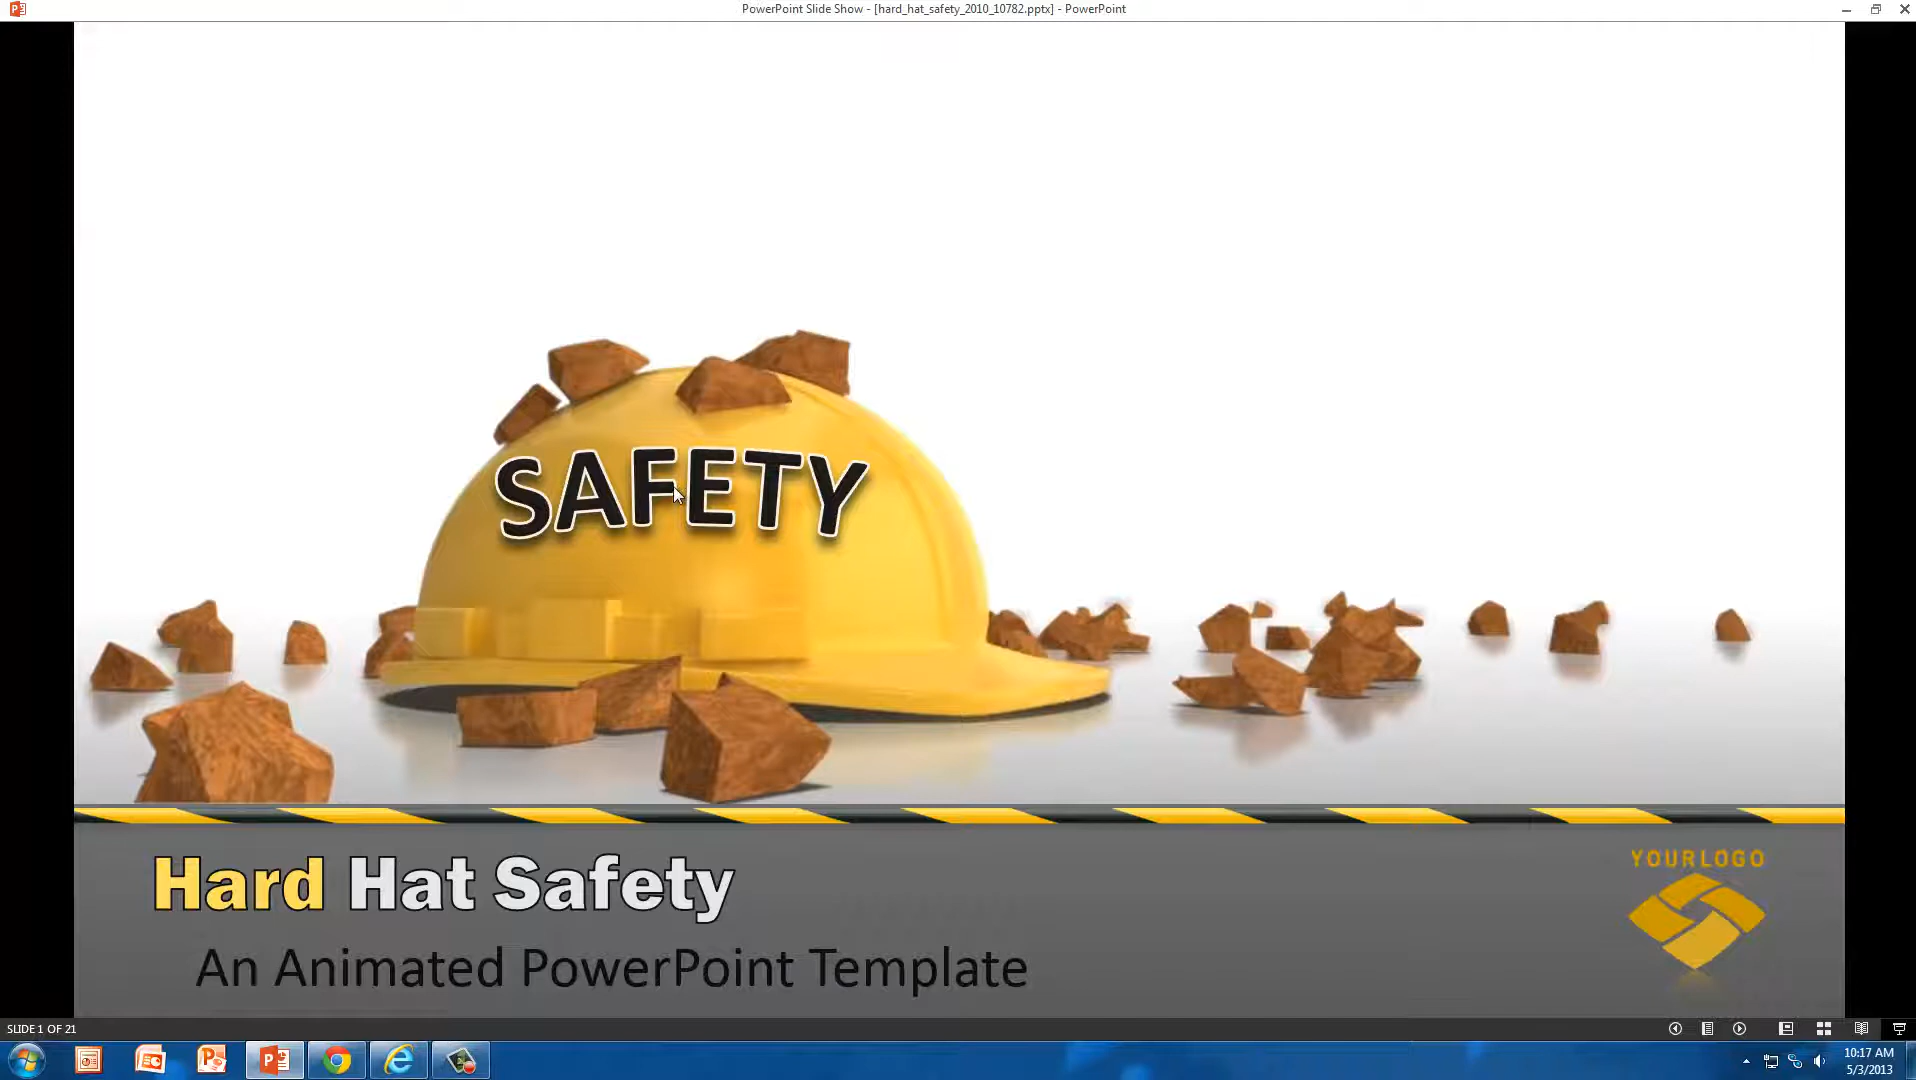 PowerPoint Slide Show - [hard_hat_safety_2010_10782.pptx] - PowerPoint
SAFETY
Hard Hat Safety
YOURLOGO
An Animated PowerPoint Template
SLIDE 1 OF 21
10:17 AM
5/3/2013